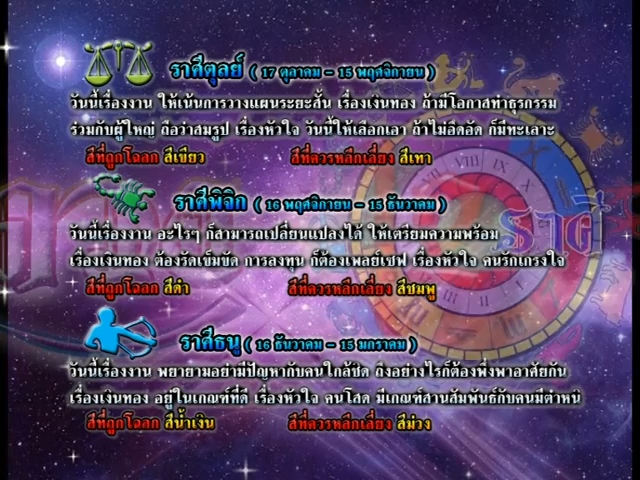 ราศีตุลย์ ( 17 ตุลาคม - 15 พฤศจิกายน )
วันนี้เรื่องงาน ให้เน้นการวางแผนระยะสั้น เรื่องเงินทอง ถ้ามีโอกาสทำธุรกรรม
ร่วมกับผู้ใหญ่ ถือว่าสมรูป เรื่องหัวใจ วันนี้ให้เลือกเอา ถ้าไม่อึดอัด ก็มีทะเลาะ
สีที่ถูกโฉลก สีเขียว สีที่ควรหลีกเลี่ยง สีเทา
ราศีพิจิก ( 16 พฤศจิกายน - 15 ธันวาคม )
วันนี้เรื่องงาน อะไรๆ ก็สามารถเปลี่ยนแปลงได้ ให้เตรียมความพร้อม
เรื่องเงินทอง ต้องรัดเข็มขัด การลงทุน ก็ต้องเพลย์เซฟ เรื่องหัวใจ คนรักเกรงใจ
สีที่ถูกโฉลก สีดำ สีที่ควรหลีกเลี่ยง สีชมพู
ราศีธนู ( 16 ธันวาคม - 15 มกราคม )
วันนี้เรื่องงาน พยายามอย่ามีปัญหากับคนใกล้ชิด ถึงอย่างไรก็ต้องพึ่งพาอาศัยกัน
เรื่องเงินทอง อยู่ในเกณฑ์ที่ดี เรื่องหัวใจ คนโสด มีเกณฑ์สานสัมพันธ์กับคนมีตำหนิ
สีที่ถูกโฉลก สีน้ำเงิน สีที่ควรหลีกเลี่ยง สีม่วง